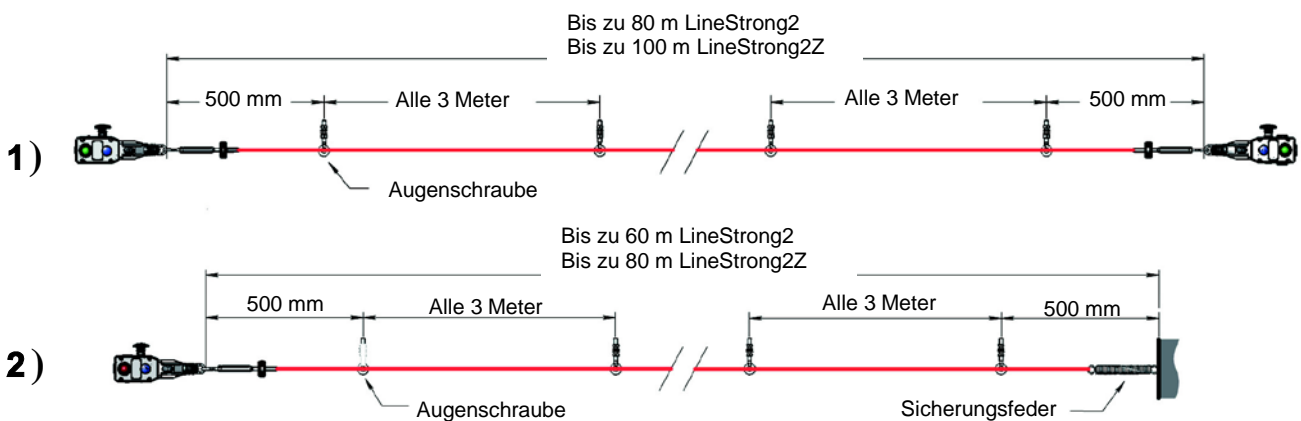 Bis zu 80 m LineStrong2
Bis zu 100 m LineStrong2Z
500 mm
Alle 3 Meter
Alle 3 Meter
500 mm
1)
Augenschraube
Bis zu 60 m LineStrong2
Bis zu 80 m LineStrong2Z
500 mm
Alle 3 Meter
Alle 3 Meter
500 mm
2)
Augenschraube
Sicherungsfeder